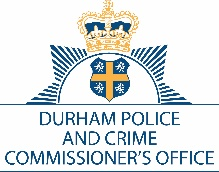 DURHAM POLICE
AND CRIME
COMMISSIONER'S OFFICE